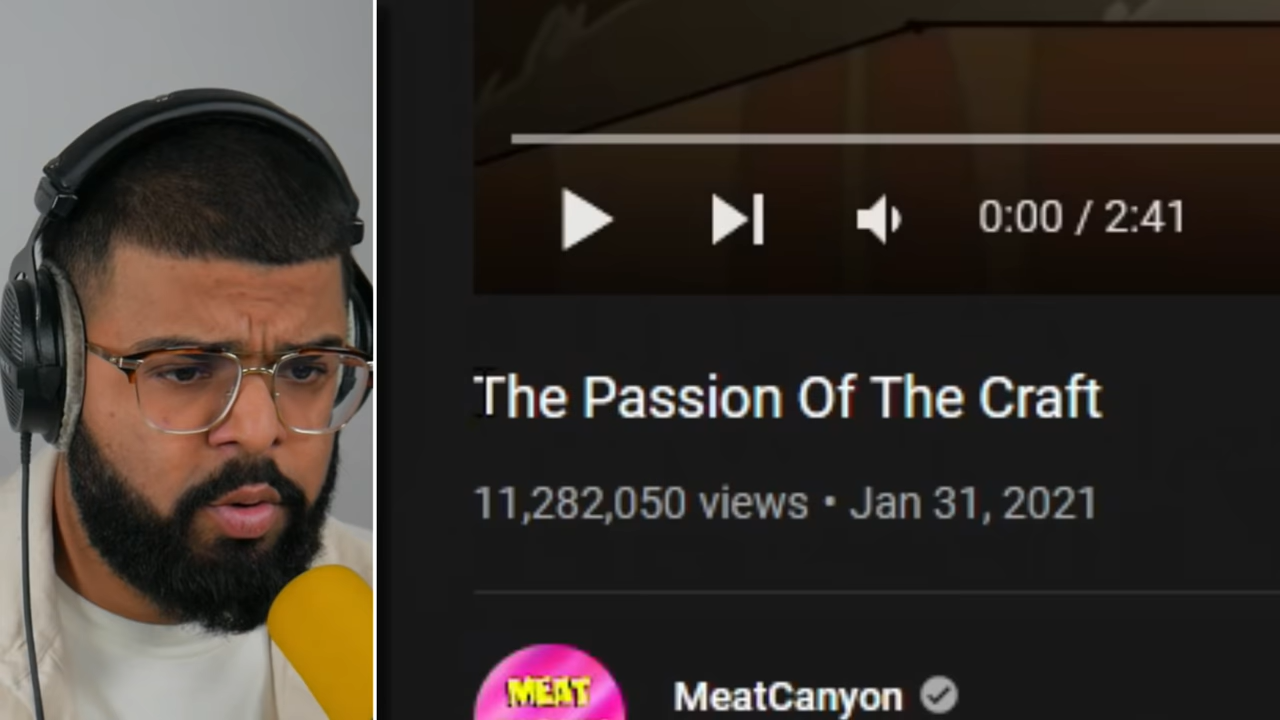 0:00 / 2:41
The Passion Of The Craft
11,282,050 views • Jan 31, 2021
MEAT
MeatCanyon